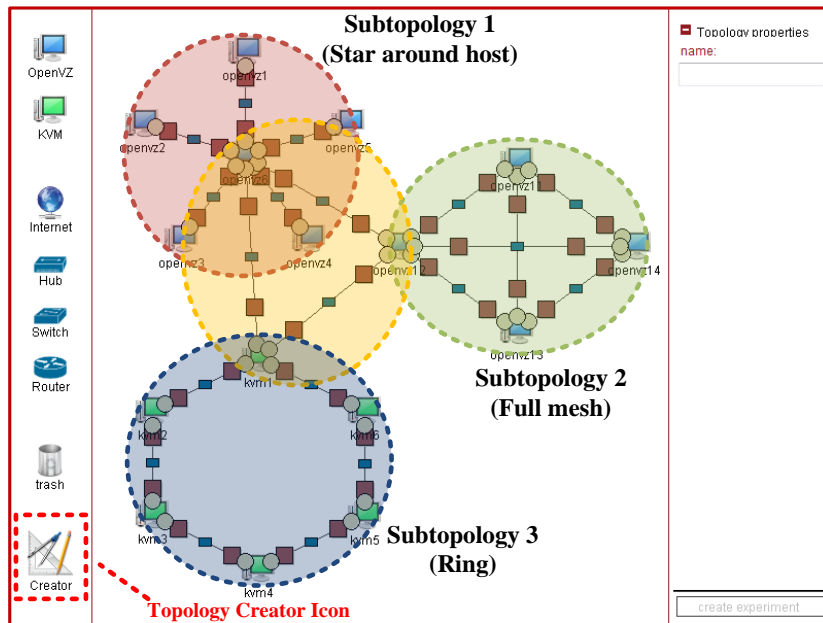 OpenVZ
KVM
Internet
Hub
Switch
Router
trash
Creator
Topology Creator Icon
Subtopology 1
(Star around host)
openvz1
openvz2
openvz5
openvz6
openvz3
openvz4
openvz11
openvz12
openvz14
openvz13
Subtopology 2
(Full mesh)
kvm1
kvm2
kvm6
kvm3
kvm5
kvm4
Subtopology 3
(Ring)
Topology properties
name:
create experiment